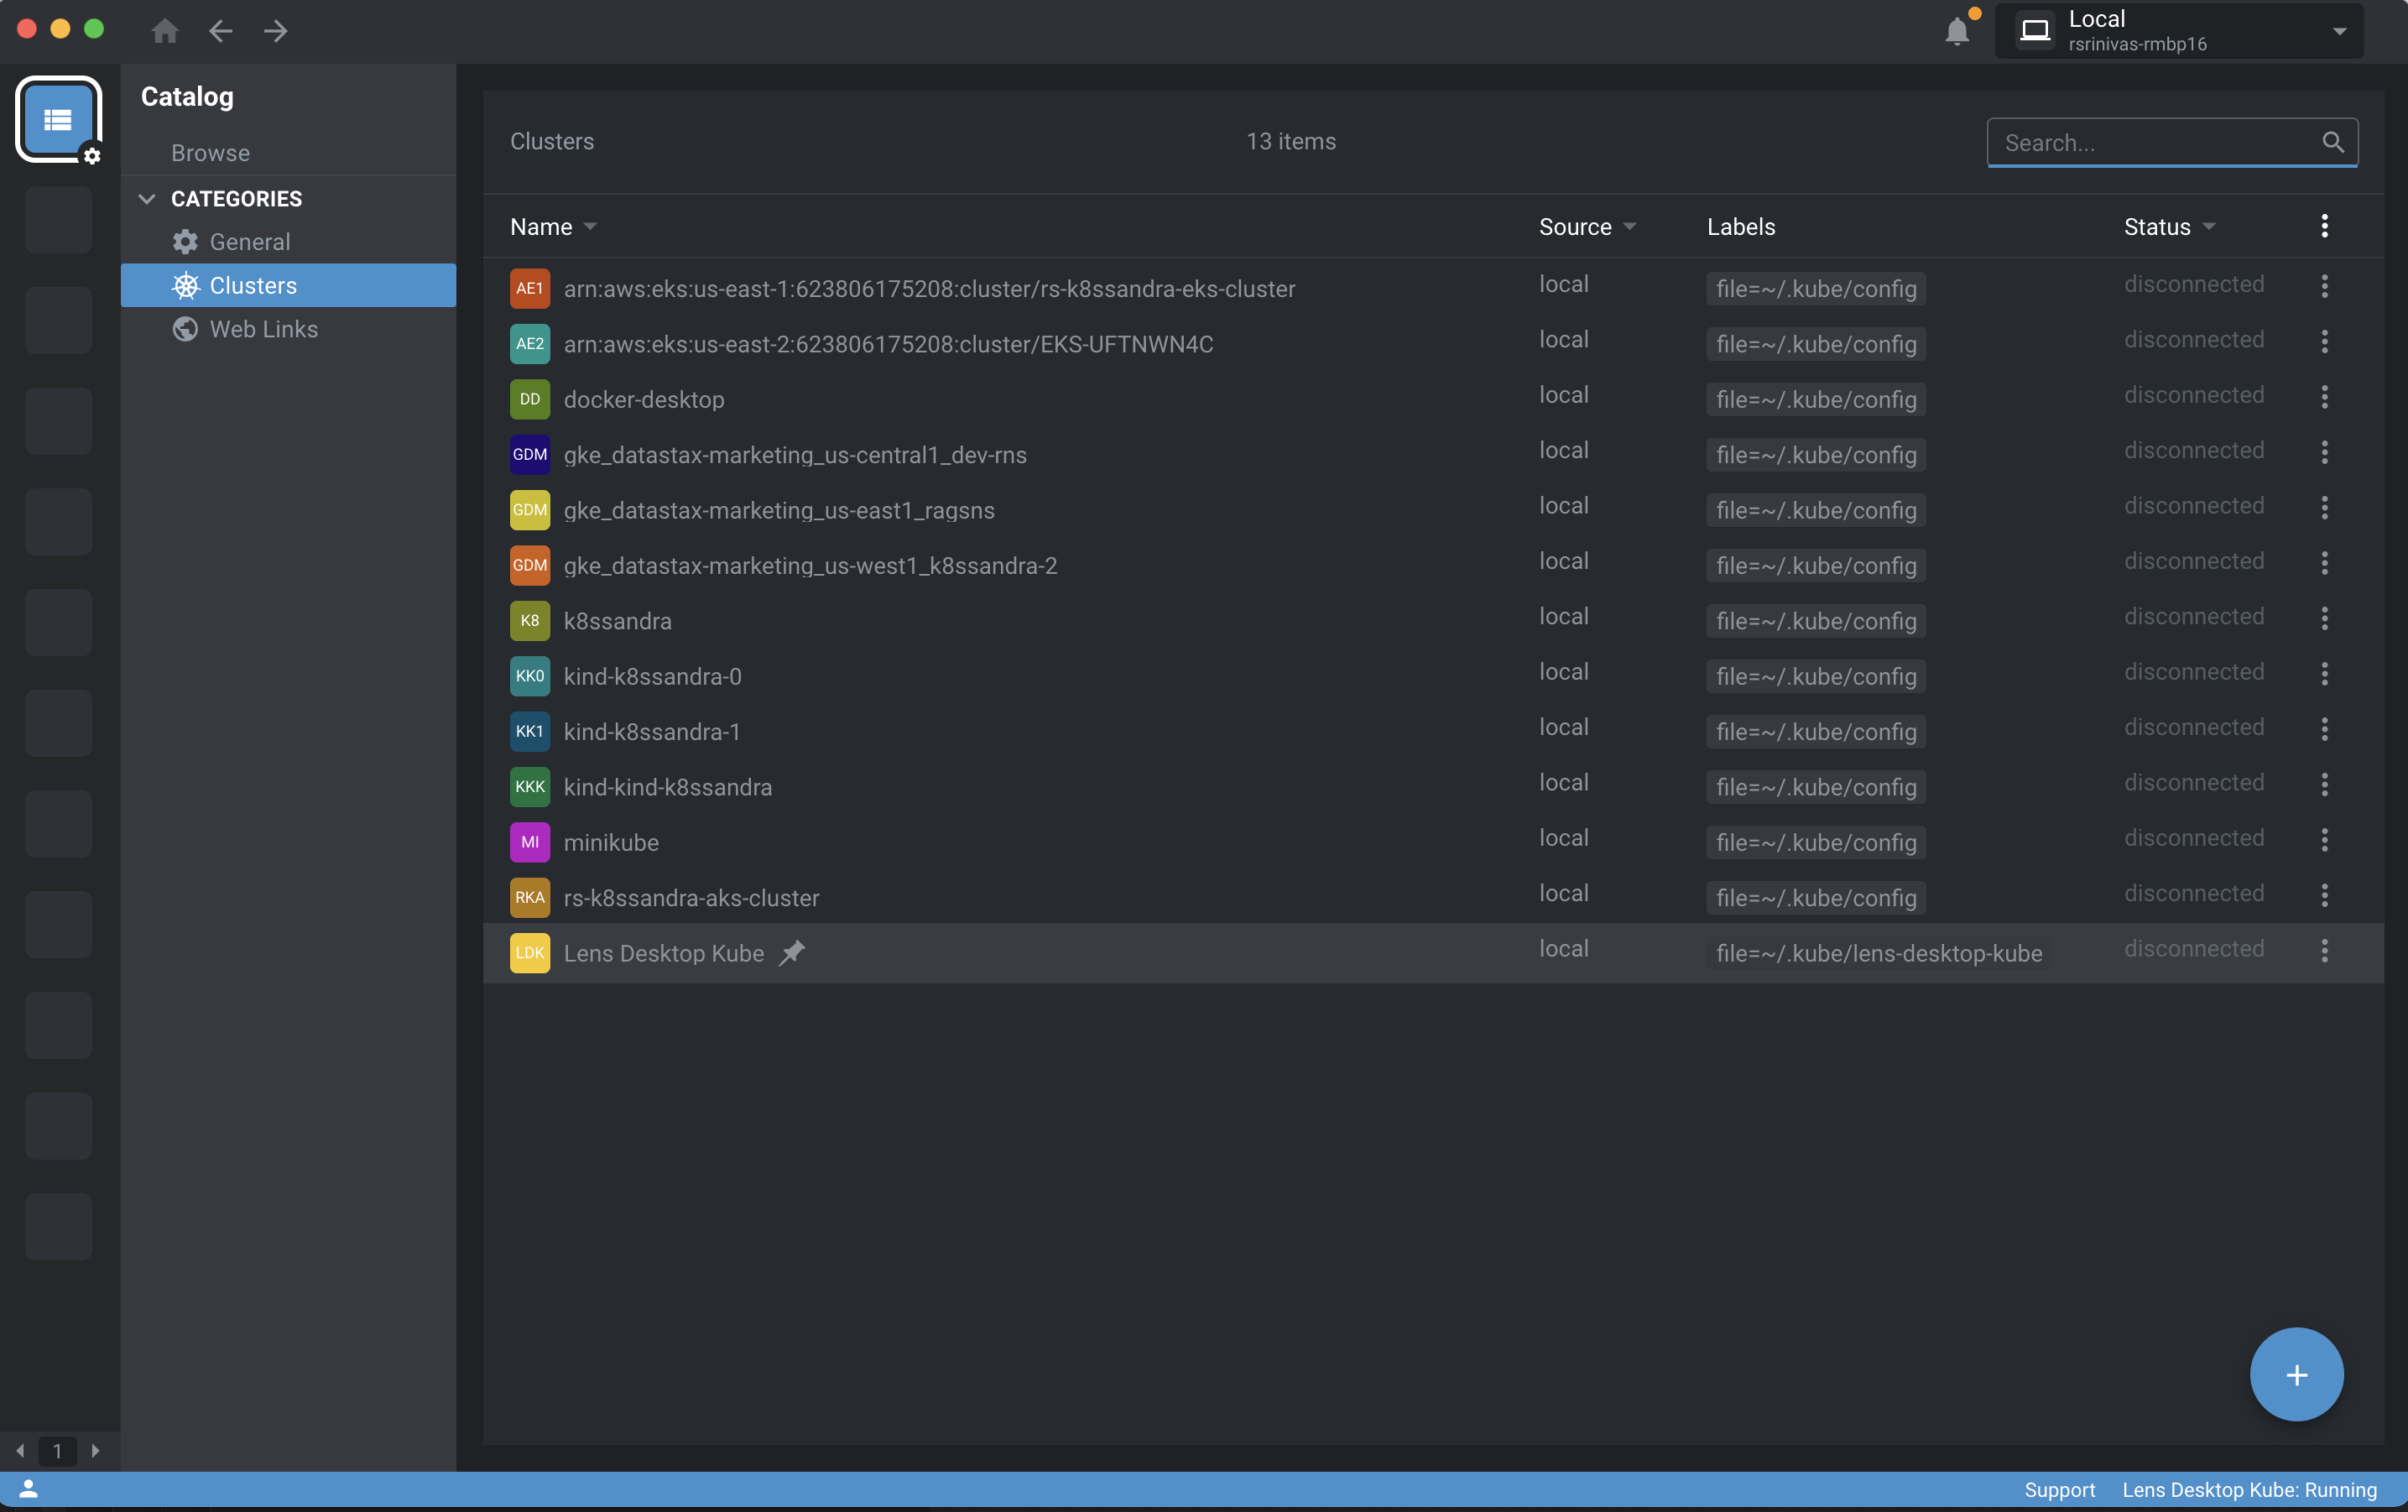 Local
rsrinivas-rmbp16
Catalog
Browse
CATEGORIES
General
Clusters
Web Links
Clusters 13 items Search...
Name Source Labels Status
AE1 arn:aws:eks:us-east-1:623806175208:cluster/rs-k8ssandra-eks-cluster local file=~/.kube/config disconnected
AE2 arn:aws:eks:us-east-2:623806175208:cluster/EKS-UFTNWN4C local file=~/.kube/config disconnected
DD docker-desktop local file=~/.kube/config disconnected
GDM gke_datastax-marketing_us-central1_dev-rns local file=~/.kube/config disconnected
GDM gke_datastax-marketing_us-east1_ragsns local file=~/.kube/config disconnected
GDM gke_datastax-marketing_us-west1_k8ssandra-2 local file=~/.kube/config disconnected
K8 k8ssandra local file=~/.kube/config disconnected
KK0 kind-k8ssandra-0 local file=~/.kube/config disconnected
KK1 kind-k8ssandra-1 local file=~/.kube/config disconnected
KKK kind-kind-k8ssandra local file=~/.kube/config disconnected
MI minikube local file=~/.kube/config disconnected
RKA rs-k8ssandra-aks-cluster local file=~/.kube/config disconnected
LDK Lens Desktop Kube local file=~/.kube/lens-desktop-kube disconnected
1
Support Lens Desktop Kube: Running